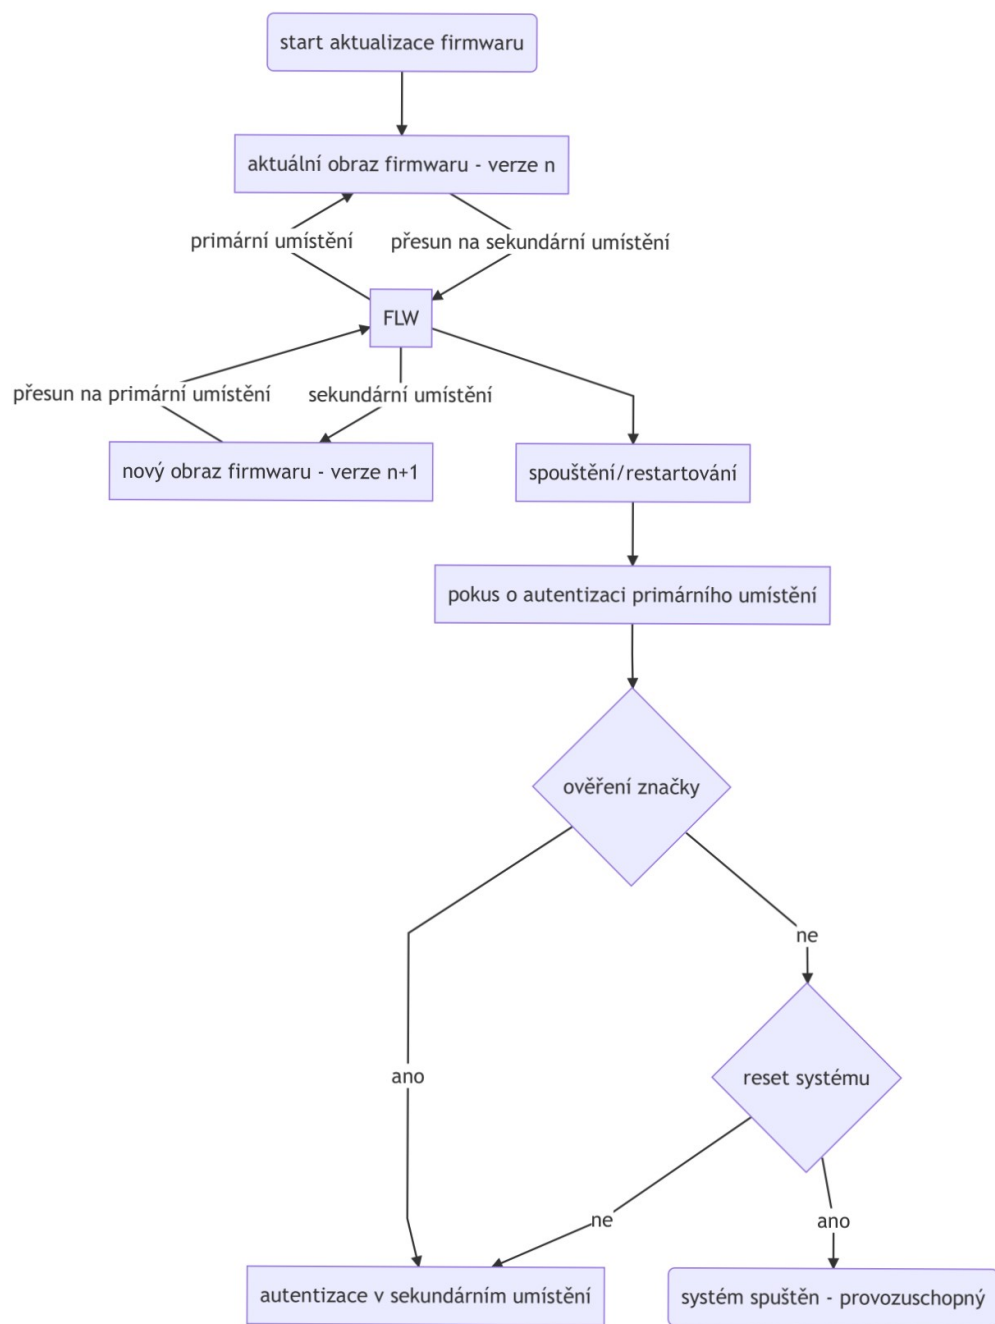 start aktualizace firmwaru
aktuální obraz firmwaru - verze n
primární umístění
přesun na sekundární umístění
FLW
přesun na primární umístění
sekundární umístění
nový obraz firmwaru - verze n+1
spouštění/restartování
pokus o autentizaci primárního umístění
ověření značky
ne
ano
reset systému
ne
ano
autentizace v sekundárním umístění
systém spuštěn - provozuschopný